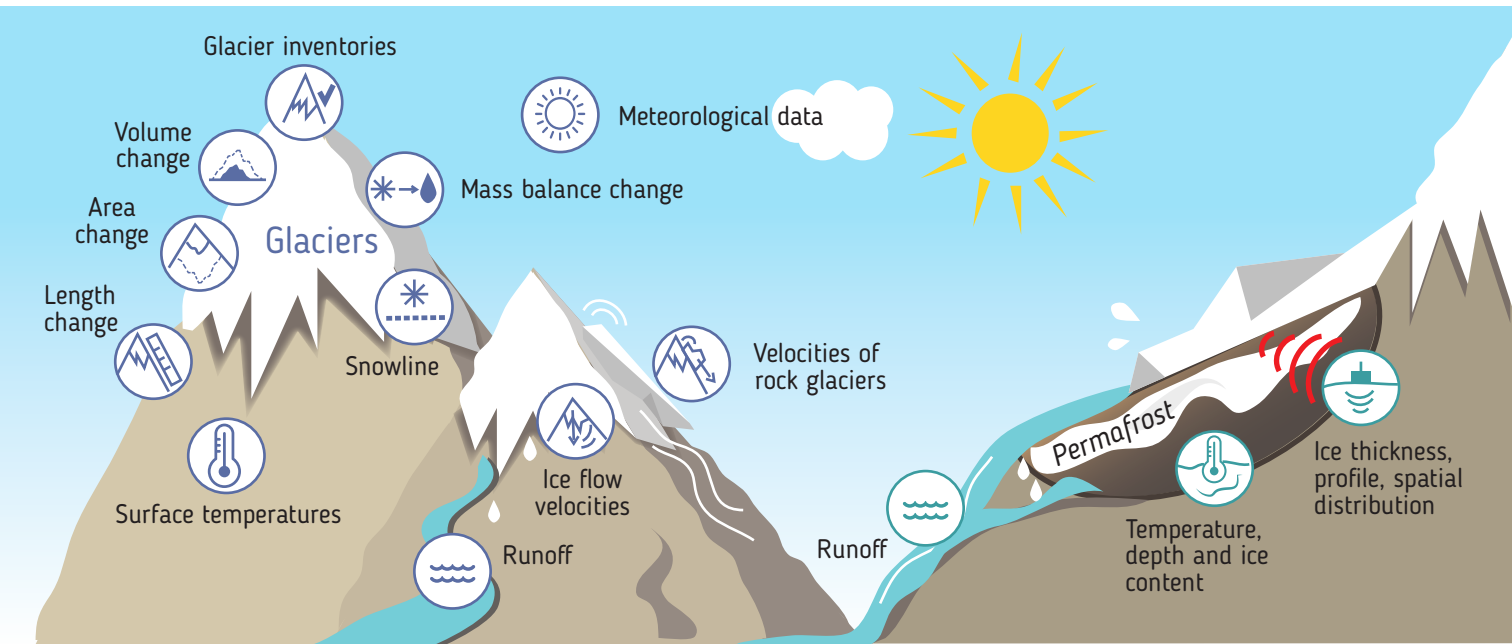 Glacier inventories
Volume
change
Meteorological data
Mass balance change
Area
change
Glaciers
Length
change
Snowline
Velocities of
rock glaciers
Surface temperatures
Ice flow
velocities
Runoff
Permafrost
Ice thickness,
profile, spatial
distribution
Runoff
Temperature,
depth and ice
content